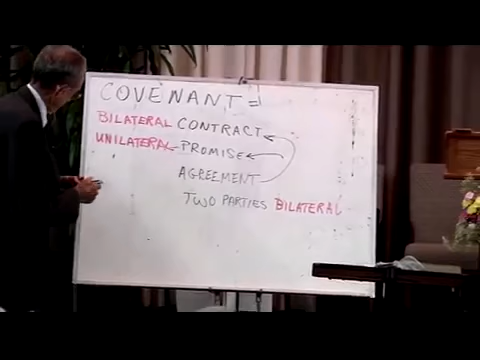 COVENANT =
BILATERAL CONTRACT
UNILATERAL - PROMISE
AGREEMENT
TWO PARTIES BILATERAL